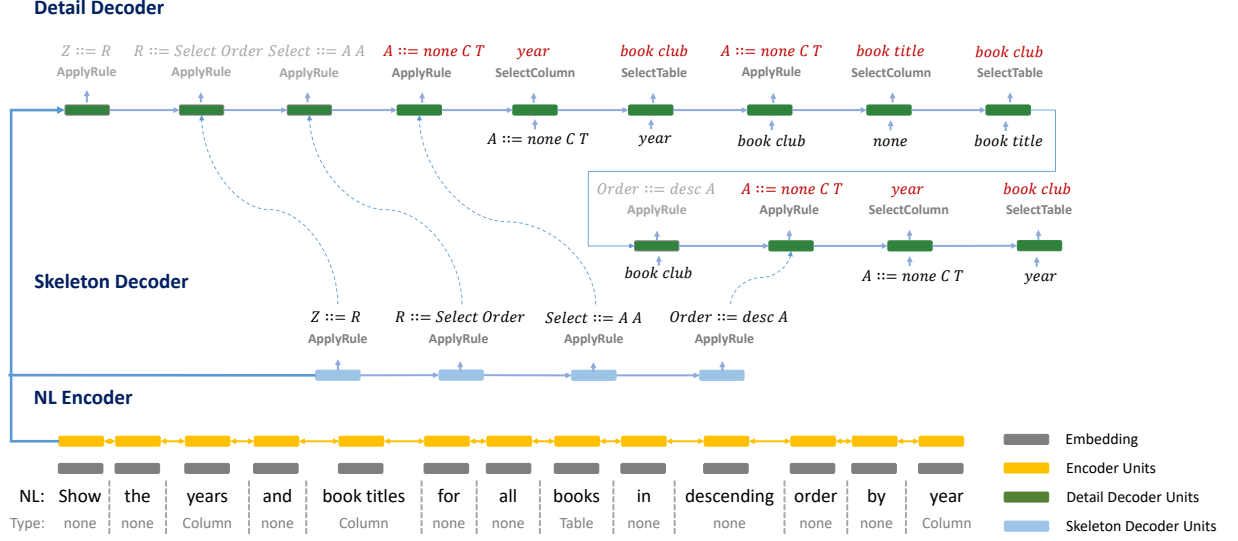 Detail Decoder
Z ::= R R ::= Select Order Select ::= A A A ::= none C T year book club A ::= none C T book title book club
ApplyRule ApplyRule ApplyRule ApplyRule SelectColumn SelectTable ApplyRule SelectColumn SelectTable
A ::= none C T year book club none book title
Order ::= desc A A ::= none C T year book club
ApplyRule ApplyRule SelectColumn SelectTable
book club A ::= none C T year
Skeleton Decoder
Z ::= R R ::= Select Order Select ::= A A Order ::= desc A
ApplyRule ApplyRule ApplyRule ApplyRule
NL Encoder
Embedding
Encoder Units
NL: Show the years and book titles for all books in descending order by year
Detail Decoder Units
Type: none none Column none Column none none Table none none none none Column
Skeleton Decoder Units